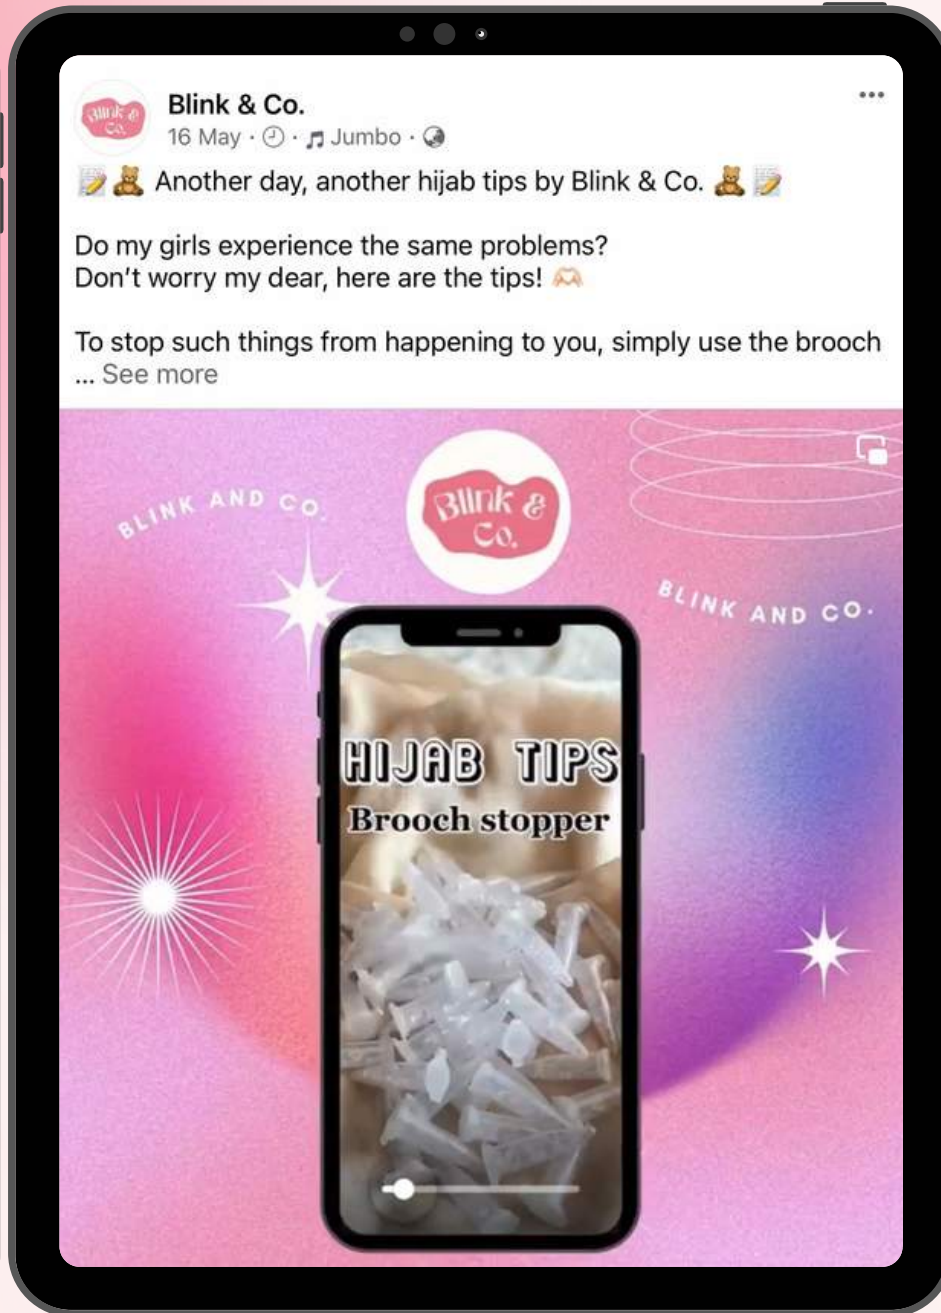 Blink &
Co.
Blink & Co.
16 May · Jumbo ·
Another day, another hijab tips by Blink & Co.
Do my girls experience the same problems?
Don't worry my dear, here are the tips!
To stop such things from happening to you, simply use the brooch
... See more
BLINK AND CO.
Blink &
Co.
BLINK AND CO.
HIJAB TIPS
Brooch stopper